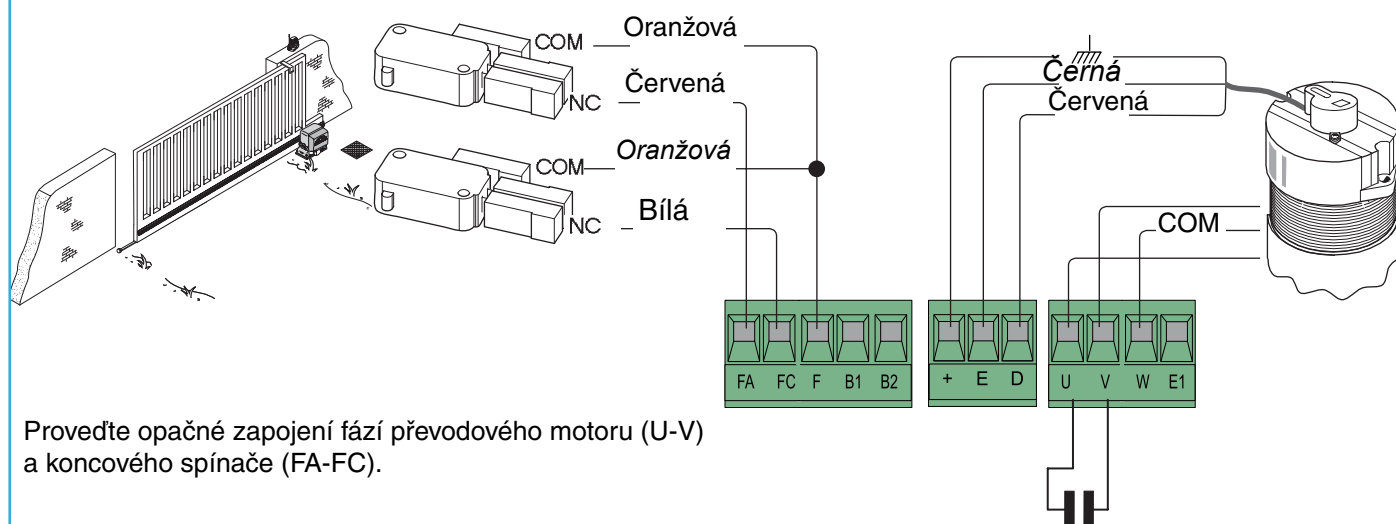 COM Oranžová
NC Červená
COM Oranžová
NC Bílá
Černá
Červená
COM
FA FC F B1 B2
+ E D
U V W E1
Proveďte opačné zapojení fází převodového motoru (U-V)
a koncového spínače (FA-FC).